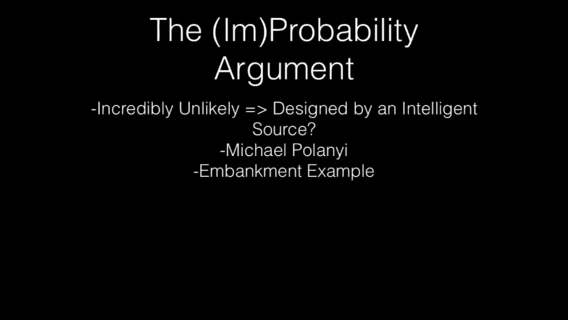 The (Im)Probability
Argument
-Incredibly Unlikely => Designed by an Intelligent
Source?
-Michael Polanyi
-Embankment Example